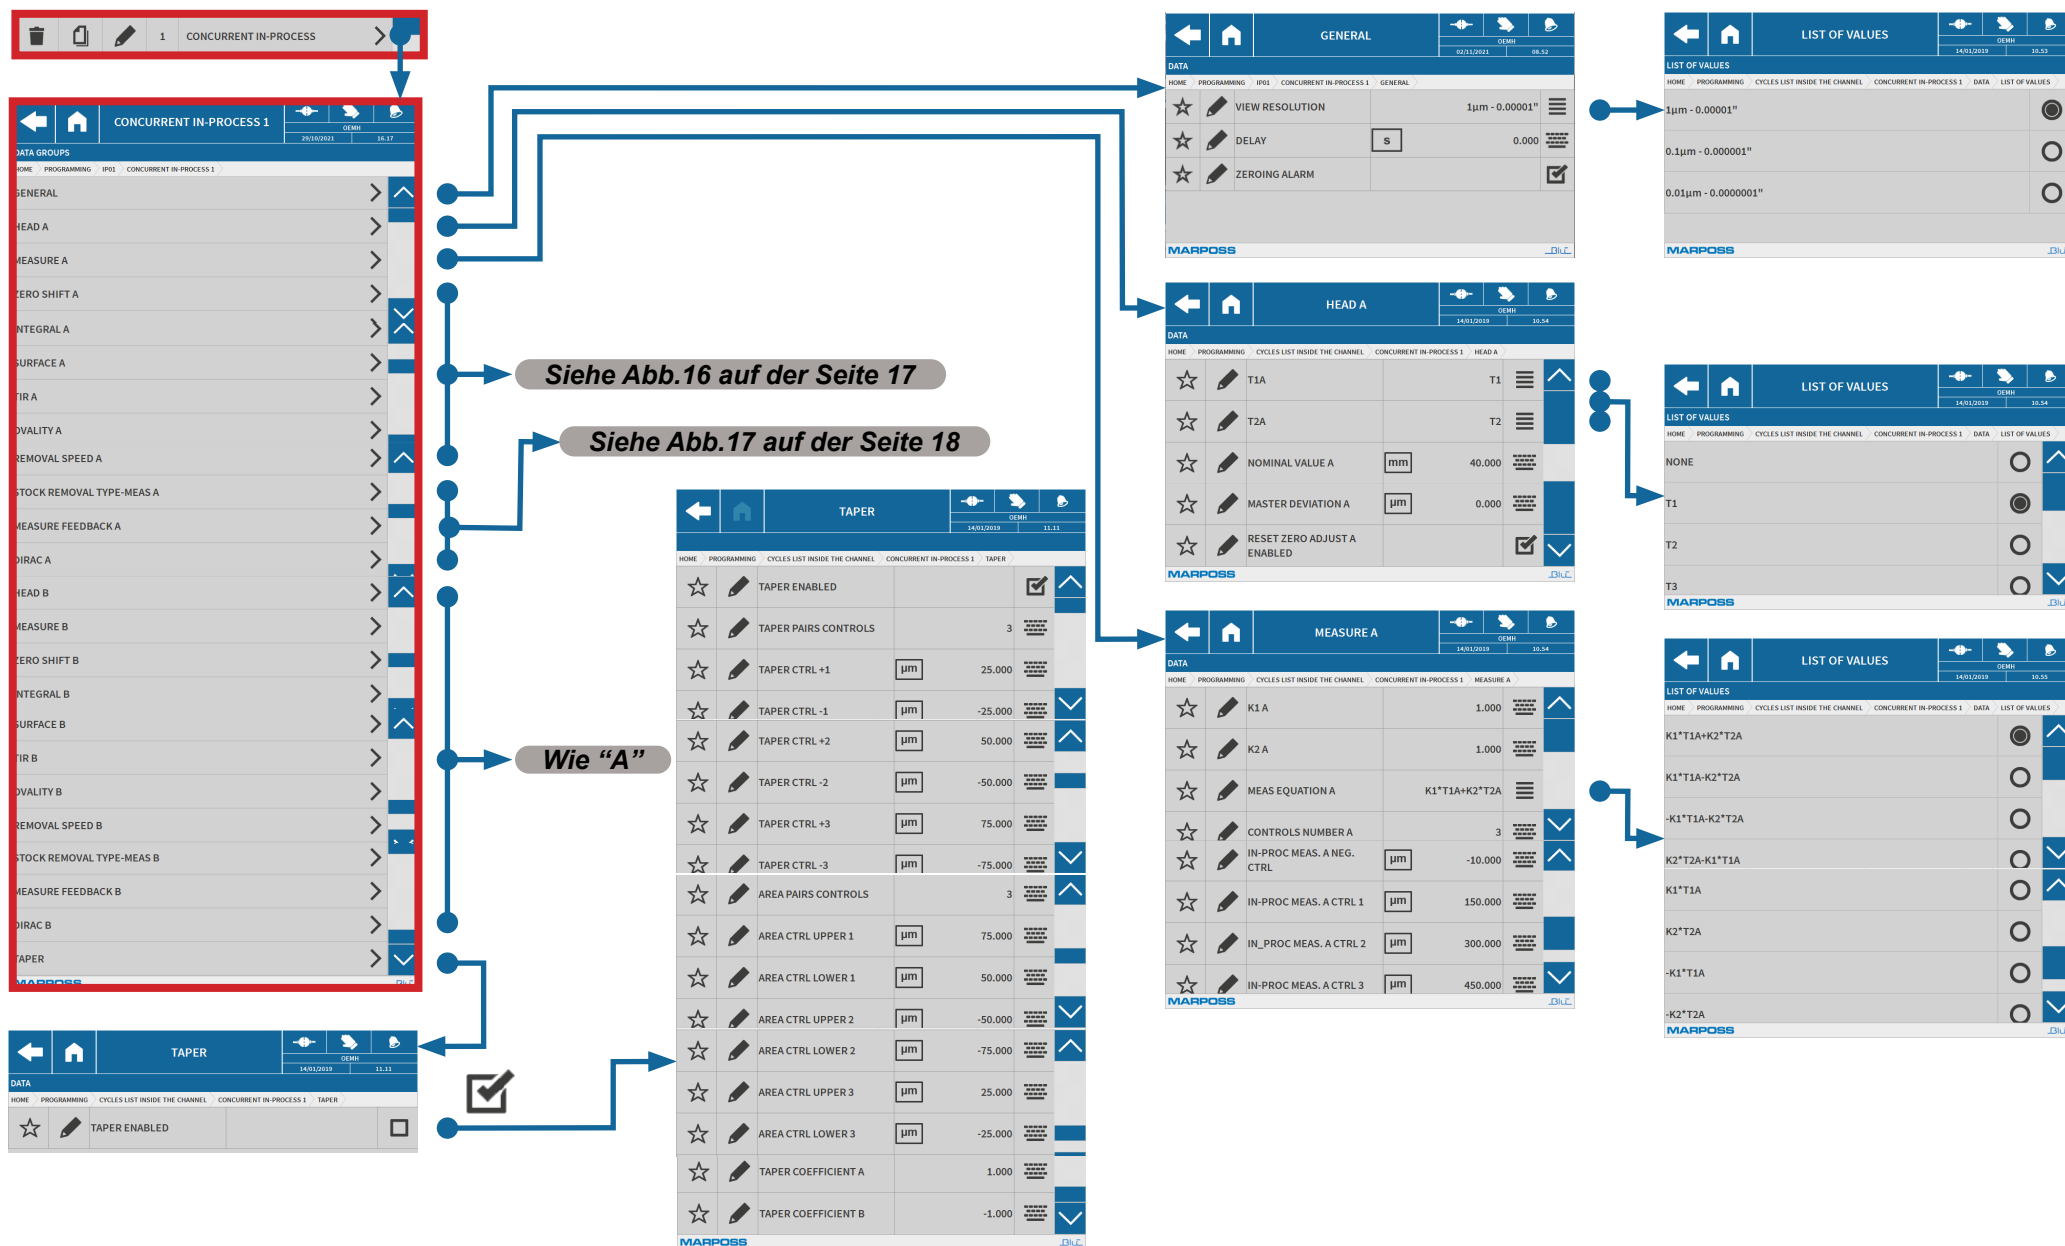 1 CONCURRENT IN-PROCESS
CONCURRENT IN-PROCESS 1
OEMH
29/10/2021 16.17
DATA GROUPS
HOME PROGRAMMING IP01 CONCURRENT IN-PROCESS 1
GENERAL
HEAD A
MEASURE A
ZERO SHIFT A
INTEGRAL A
SURFACE A
TIR A
OVALITY A
REMOVAL SPEED A
STOCK REMOVAL TYPE-MEAS A
MEASURE FEEDBACK A
DIRAC A
HEAD B
MEASURE B
ZERO SHIFT B
INTEGRAL B
SURFACE B
TIR B
OVALITY B
REMOVAL SPEED B
STOCK REMOVAL TYPE-MEAS B
MEASURE FEEDBACK B
DIRAC B
TAPER
MARPOSS
TAPER
OEMH
14/01/2019 11.11
DATA
HOME PROGRAMMING CYCLES LIST INSIDE THE CHANNEL CONCURRENT IN-PROCESS 1 TAPER
TAPER ENABLED
Siehe Abb.16 auf der Seite 17
Siehe Abb.17 auf der Seite 18
Wie “A”
TAPER
OEMH
14/01/2019 11.11
HOME PROGRAMMING CYCLES LIST INSIDE THE CHANNEL CONCURRENT IN-PROCESS 1 TAPER
TAPER ENABLED
TAPER PAIRS CONTROLS 3
TAPER CTRL +1 µm 25.000
TAPER CTRL -1 µm -25.000
TAPER CTRL +2 µm 50.000
TAPER CTRL -2 µm -50.000
TAPER CTRL +3 µm 75.000
TAPER CTRL -3 µm -75.000
AREA PAIRS CONTROLS 3
AREA CTRL UPPER 1 µm 75.000
AREA CTRL LOWER 1 µm 50.000
AREA CTRL UPPER 2 µm -50.000
AREA CTRL LOWER 2 µm -75.000
AREA CTRL UPPER 3 µm 25.000
AREA CTRL LOWER 3 µm -25.000
TAPER COEFFICIENT A 1.000
TAPER COEFFICIENT B -1.000
MARPOSS Blú
GENERAL
OEMH
02/11/2021 08.52
DATA
HOME PROGRAMMING IP01 CONCURRENT IN-PROCESS 1 GENERAL
VIEW RESOLUTION 1µm - 0.00001"
DELAY s 0.000
ZEROING ALARM
MARPOSS Blú
HEAD A
OEMH
14/01/2019 10.54
DATA
HOME PROGRAMMING CYCLES LIST INSIDE THE CHANNEL CONCURRENT IN-PROCESS 1 HEAD A
T1A T1
T2A T2
NOMINAL VALUE A mm 40.000
MASTER DEVIATION A µm 0.000
RESET ZERO ADJUST A
ENABLED
MARPOSS Blú
MEASURE A
OEMH
14/01/2019 10.54
DATA
HOME PROGRAMMING CYCLES LIST INSIDE THE CHANNEL CONCURRENT IN-PROCESS 1 MEASURE A
K1 A 1.000
K2 A 1.000
MEAS EQUATION A K1*T1A+K2*T2A
CONTROLS NUMBER A 3
IN-PROC MEAS. A NEG.
CTRL µm -10.000
IN-PROC MEAS. A CTRL 1 µm 150.000
IN_PROC MEAS. A CTRL 2 µm 300.000
IN-PROC MEAS. A CTRL 3 µm 450.000
MARPOSS Blú
LIST OF VALUES
OEMH
14/01/2019 10.53
LIST OF VALUES
HOME PROGRAMMING CYCLES LIST INSIDE THE CHANNEL CONCURRENT IN-PROCESS 1 DATA LIST OF VALUES
1µm - 0.00001"
0.1µm - 0.000001"
0.01µm - 0.0000001"
MARPOSS Blú
LIST OF VALUES
OEMH
14/01/2019 10.54
LIST OF VALUES
HOME PROGRAMMING CYCLES LIST INSIDE THE CHANNEL CONCURRENT IN-PROCESS 1 DATA LIST OF VALUES
NONE
T1
T2
T3
MARPOSS Blú
LIST OF VALUES
OEMH
14/01/2019 10.55
LIST OF VALUES
HOME PROGRAMMING CYCLES LIST INSIDE THE CHANNEL CONCURRENT IN-PROCESS 1 DATA LIST OF VALUES
K1*T1A+K2*T2A
K1*T1A-K2*T2A
-K1*T1A-K2*T2A
K2*T2A-K1*T1A
K1*T1A
K2*T2A
-K1*T1A
-K2*T2A
MARPOSS Blú